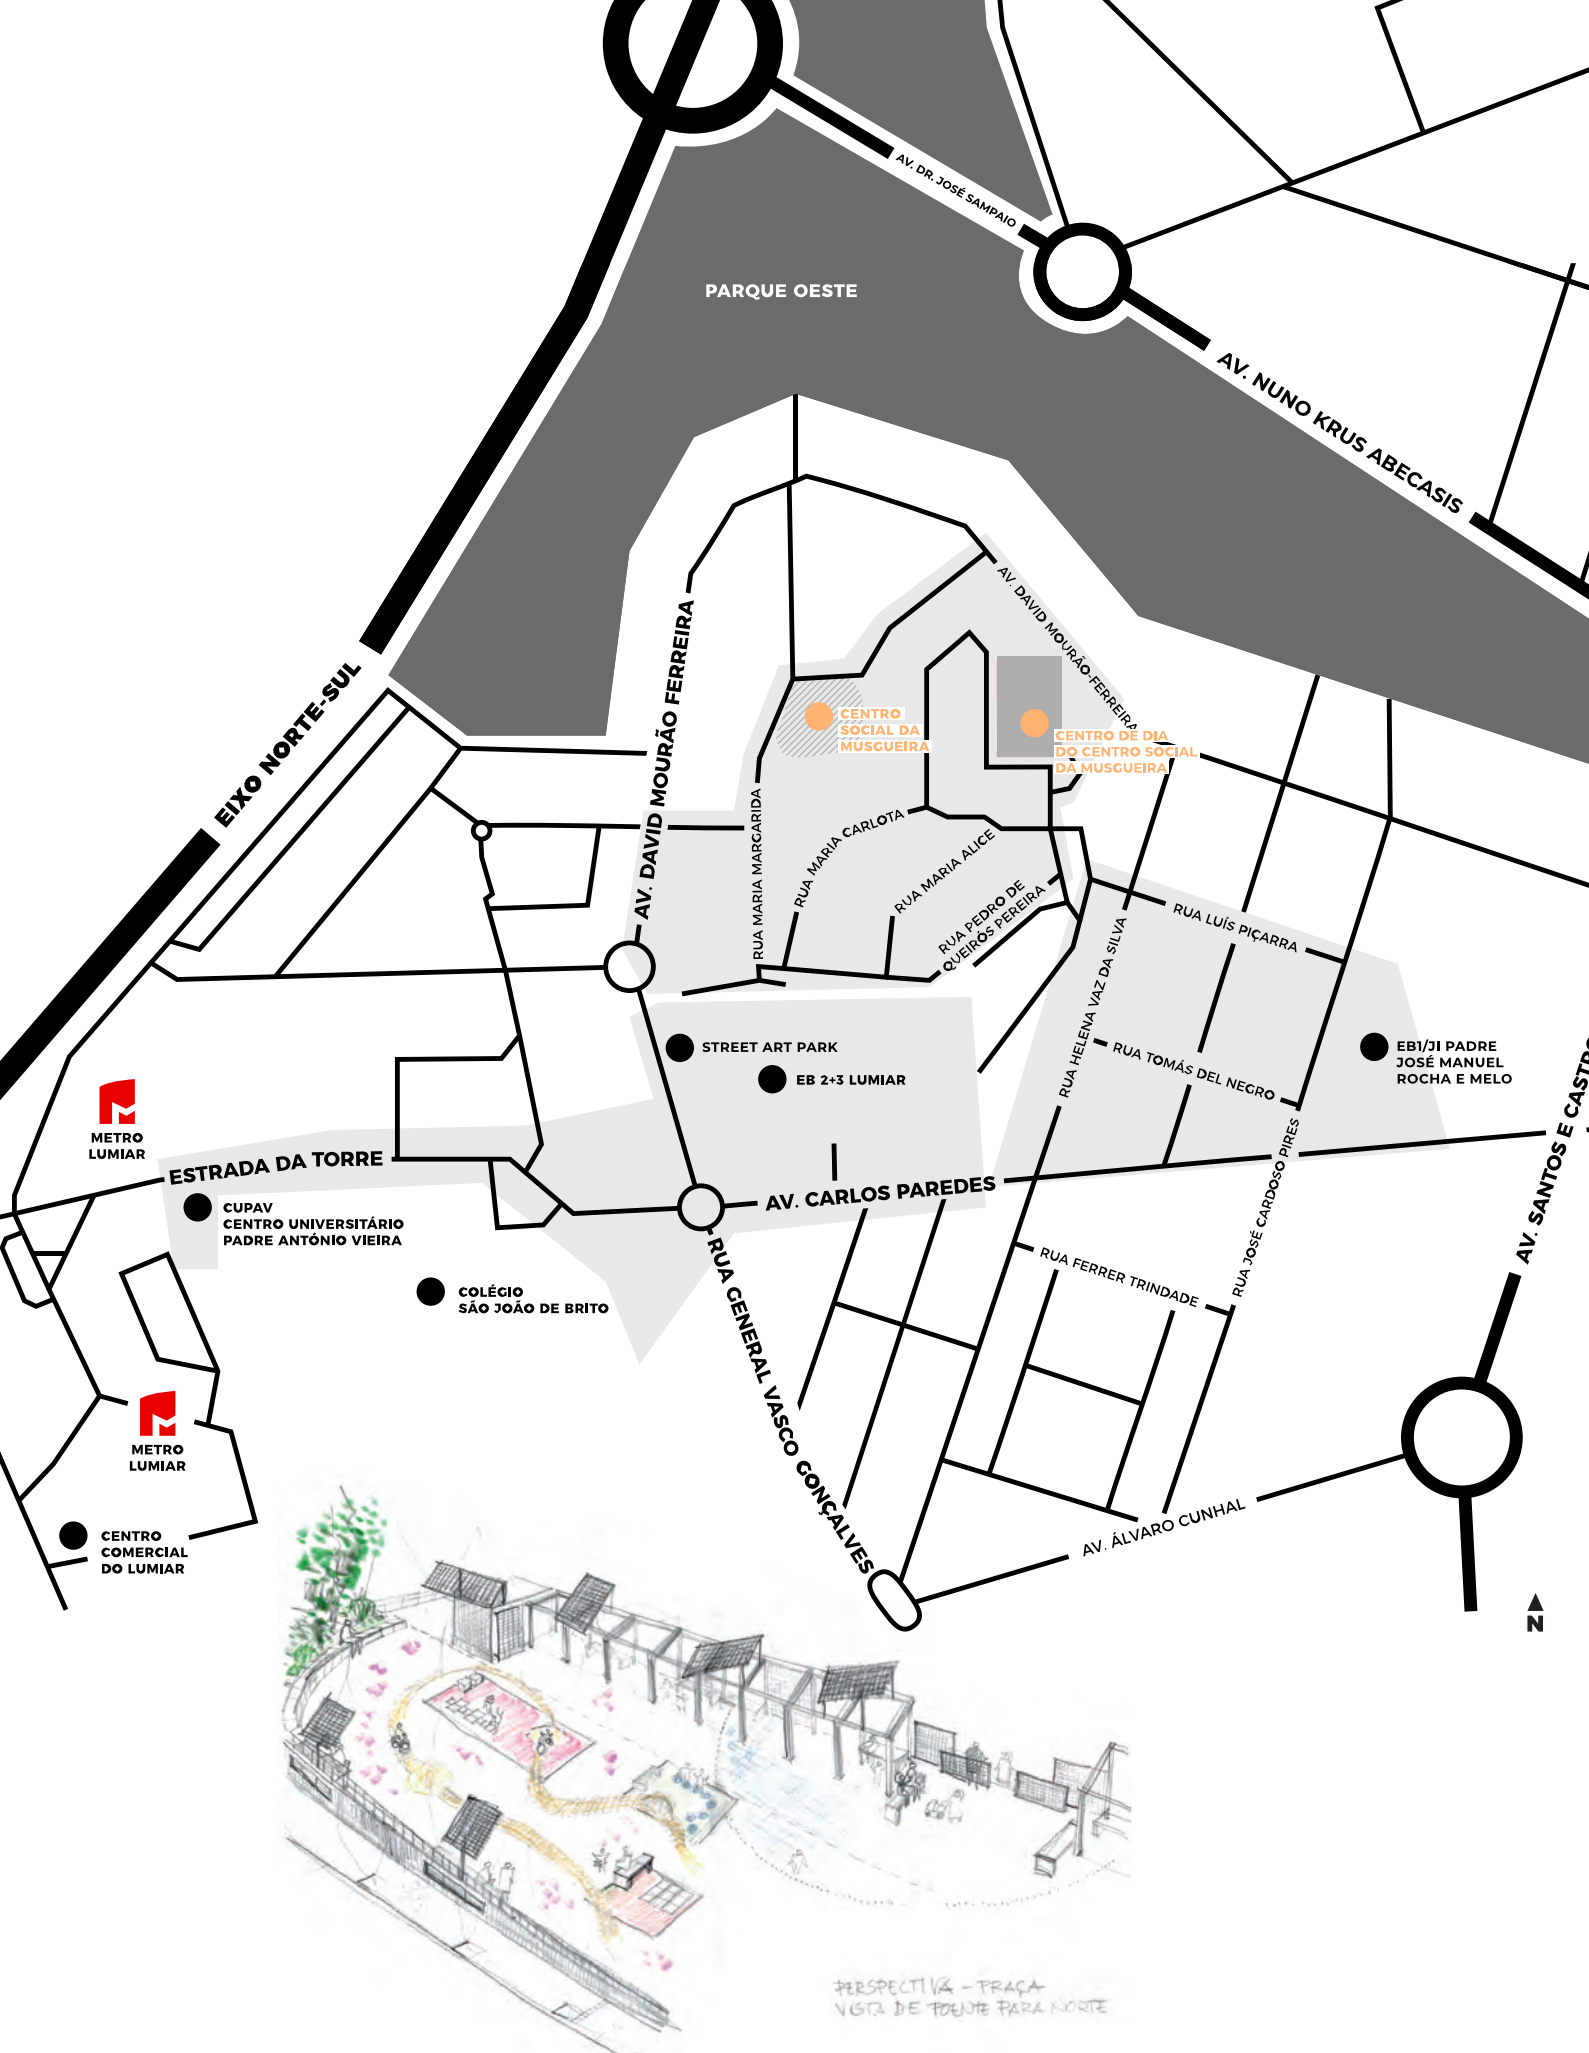 AV. DR. JOSÉ SAMPAIO
PARQUE OESTE
AV. NUNO KRUS ABECASIS
AV. DAVID MOURÃO-FERREIRA
EIXO NORTE-SUL
AV. DAVID MOURÃO FERREIRA
CENTRO
SOCIAL DA
MUSGUEIRA
CENTRO DE DIA
DO CENTRO SOCIAL
DA MUSGUEIRA
RUA MARIA MARGARIDA
RUA MARIA CARLOTA
RUA MARIA ALICE
RUA PEDRO DE
QUEIRÓS PEREIRA
RUA LUÍS PIÇARRA
RUA HELENA VAZ DA SILVA
RUA TOMÁS DEL NEGRO
STREET ART PARK
EB 2+3 LUMIAR
EB1/JI PADRE
JOSÉ MANUEL
ROCHA E MELO
METRO
LUMIAR
ESTRADA DA TORRE
CUPAV
CENTRO UNIVERSITÁRIO
PADRE ANTÓNIO VIEIRA
AV. CARLOS PAREDES
RUA JOSÉ CARDOSO PIRES
AV. SANTOS E CASTRO
RUA FERRER TRINDADE
COLÉGIO
SÃO JOÃO DE BRITO
RUA GENERAL VASCO GONÇALVES
METRO
LUMIAR
CENTRO
COMERCIAL
DO LUMIAR
AV. ÁLVARO CUNHAL
N
PERSPECTIVA - PRAÇA
VISTA DE POENTE PARA NORTE